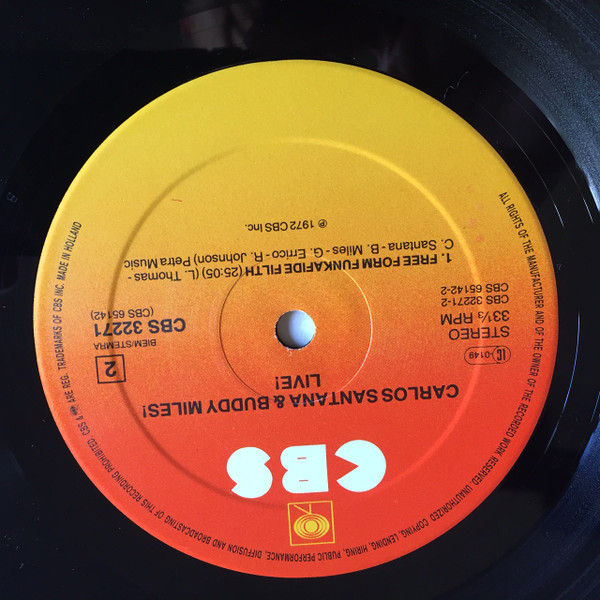 CBS
CARLOS SANTANA & BUDDY MILES!
LIVE!
STEREO
33⅓ RPM
CBS 32271-2
CBS 65142-2
LC-0149
2
BIEM/STEMRA
CBS 32271
(CBS 65142)
1. FREE FORM FUNKAFIDE FILTH (25:05) (L. Thomas -
C. Santana - B. Miles - G. Errico - R. Johnson) Petra Music
℗ 1972 CBS Inc.
ALL RIGHTS OF THE MANUFACTURER AND OF THE OWNER OF THE RECORDED WORK RESERVED. UNAUTHORIZED COPYING, LENDING, HIRING, PUBLIC PERFORMANCE, DIFFUSION AND BROADCASTING OF THIS RECORDING PROHIBITED. CBS & ARE REG. TRADEMARKS OF CBS INC. MADE IN HOLLAND